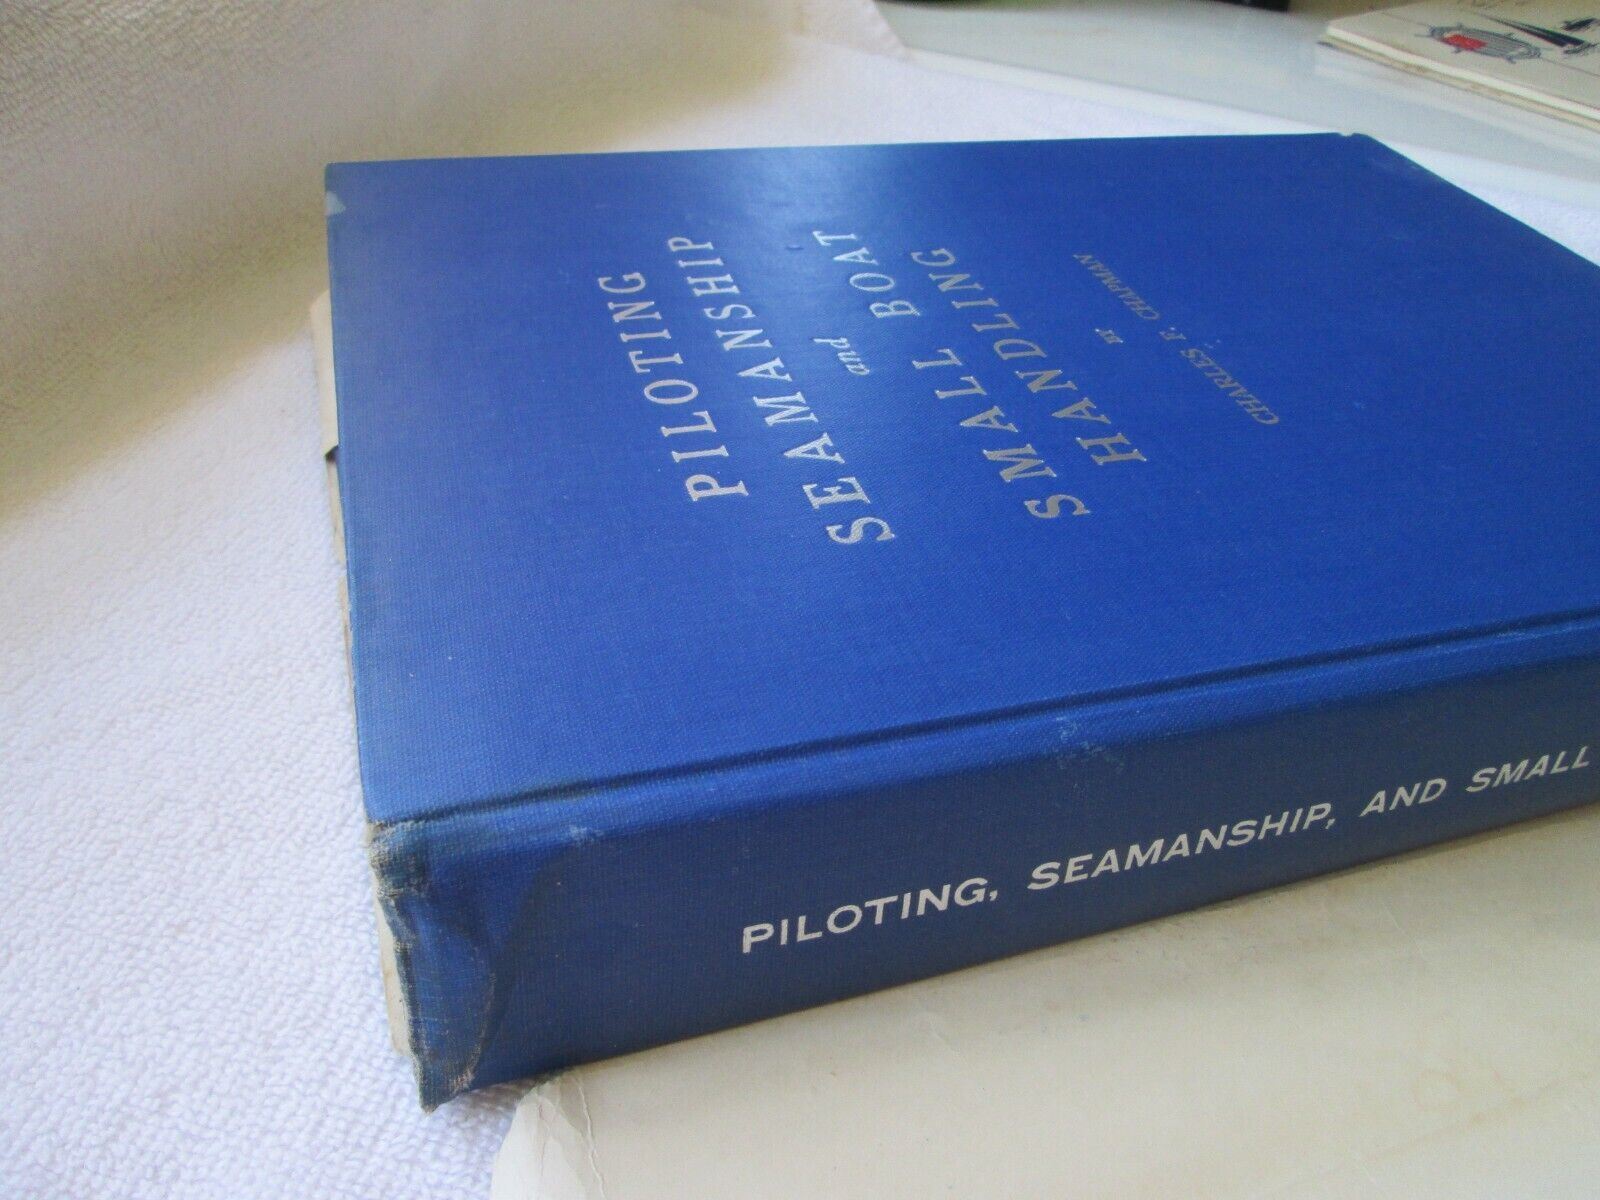 PILOTING
SEAMANSHIP
and
SMALL BOAT
HANDLING
BY
CHARLES F. CHAPMAN
PILOTING, SEAMANSHIP, AND SMALL